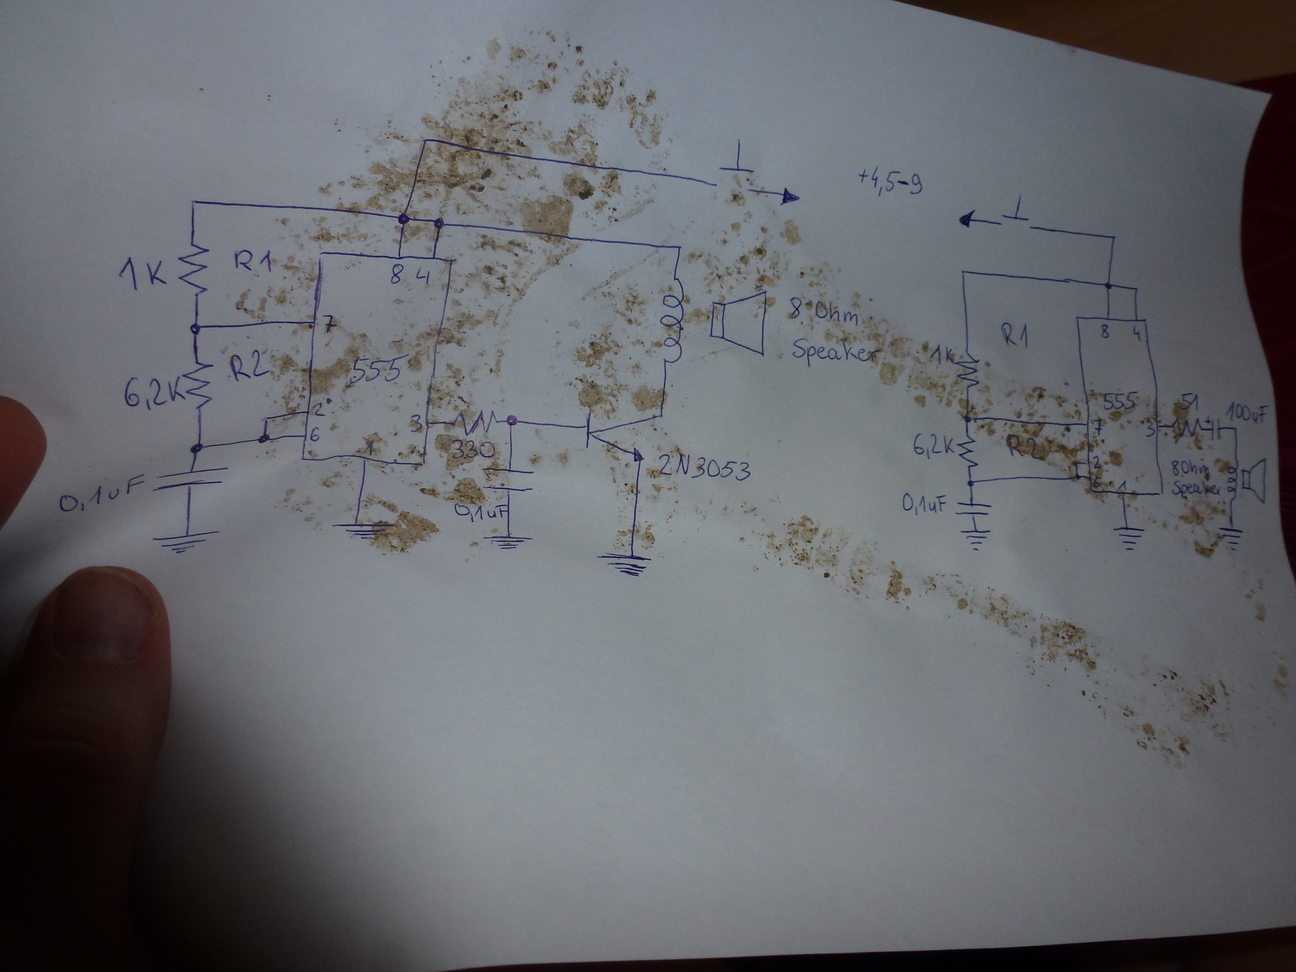 +4,5-9
1K
R1
8 4
7
6,2K
R2
555
2
6
3
1
330
0,1uF
0,1uF
2N3053
8 Ohm
Speaker
R1
8 4
1K
555
7
3
51
100uF
6,2K
R2
2
6
1
0,1uF
8Ohm
Speaker